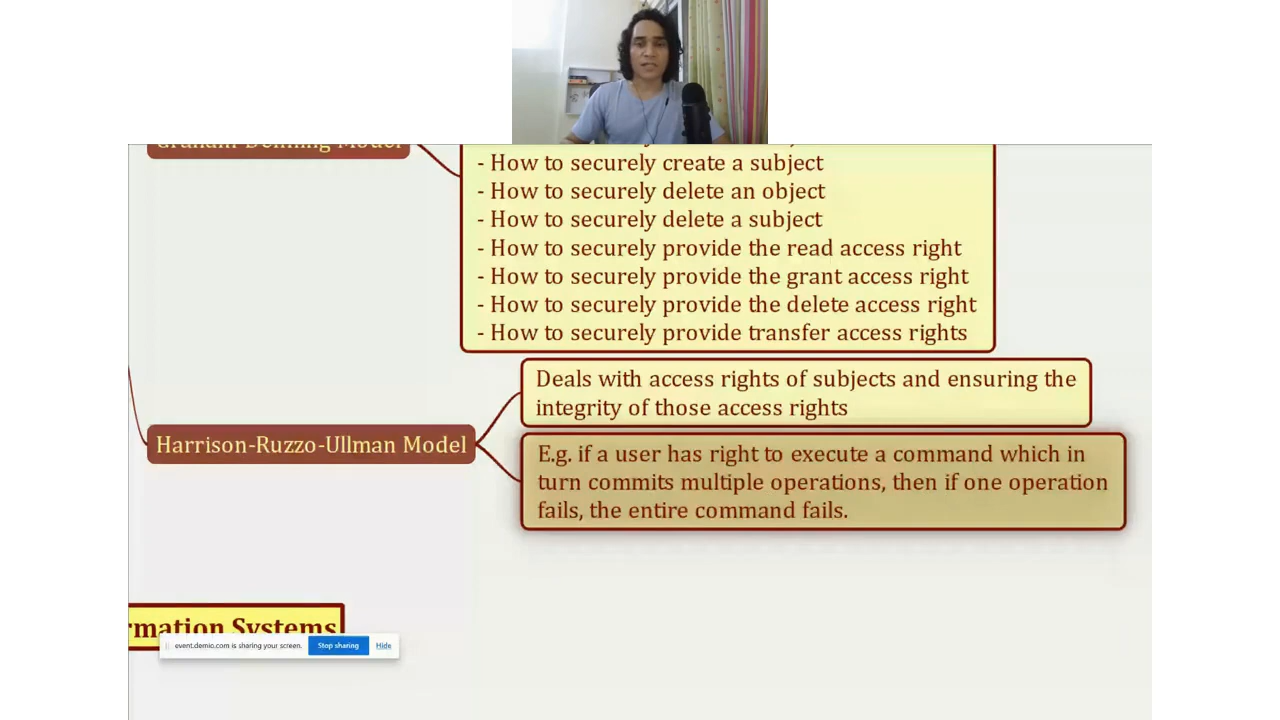 Graham-Denning Model
- How to securely create a subject
- How to securely delete an object
- How to securely delete a subject
- How to securely provide the read access right
- How to securely provide the grant access right
- How to securely provide the delete access right
- How to securely provide transfer access rights
Harrison-Ruzzo-Ullman Model
Deals with access rights of subjects and ensuring the
integrity of those access rights
E.g. if a user has right to execute a command which in
turn commits multiple operations, then if one operation
fails, the entire command fails.
rmation Systems
event.demio.com is sharing your screen.
Stop sharing
Hide